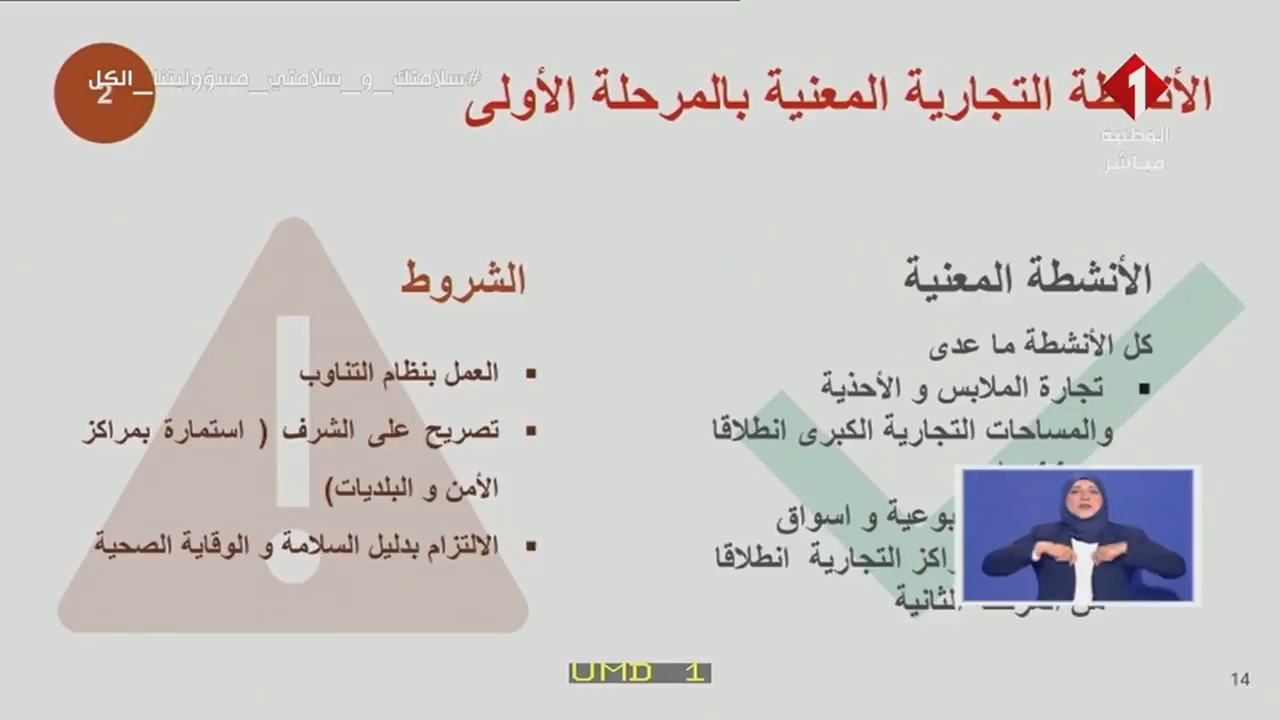 #سلامتك_و_سلامتي_مسؤوليتنا_الكل
2
الأنشطة التجارية المعنية بالمرحلة الأولى
1
الوطنية
مباشر
الأنشطة المعنية
كل الأنشطة ما عدى
▪ تجارة الملابس و الأحذية
والمساحات التجارية الكبرى انطلاقا
و اسواق
التجارية انطلاقا
الثانية
الشروط
▪ العمل بنظام التناوب
▪ تصريح على الشرف ( استمارة بمراكز
الأمن و البلديات)
▪ الالتزام بدليل السلامة و الوقاية الصحية
UMD 1
14